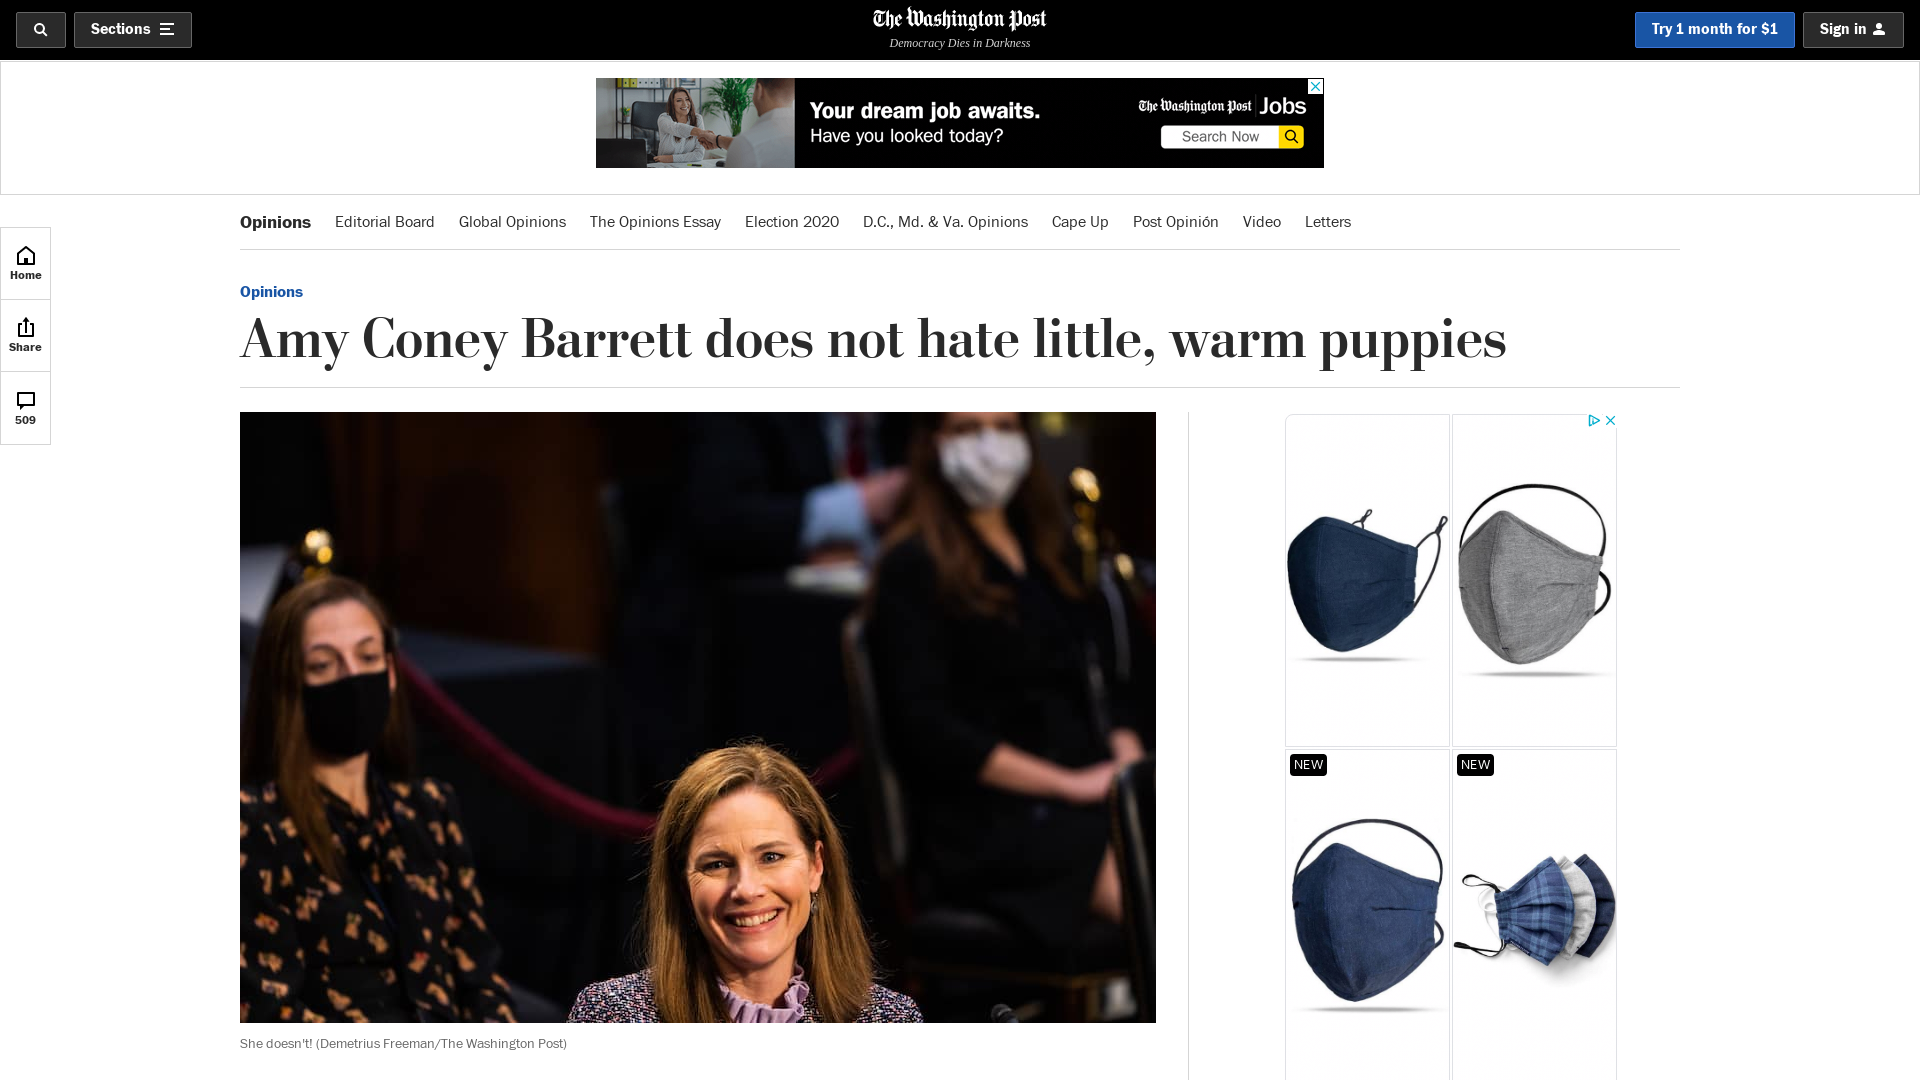 Sections
The Washington Post
Democracy Dies in Darkness
Try 1 month for $1
Sign in
Your dream job awaits.
Have you looked today?
The Washington Post Jobs
Search Now
Opinions Editorial Board Global Opinions The Opinions Essay Election 2020 D.C., Md. & Va. Opinions Cape Up Post Opinión Video Letters
Home
Share
509
Opinions
Amy Coney Barrett does not hate little, warm puppies
NEW
NEW
She doesn't! (Demetrius Freeman/The Washington Post)